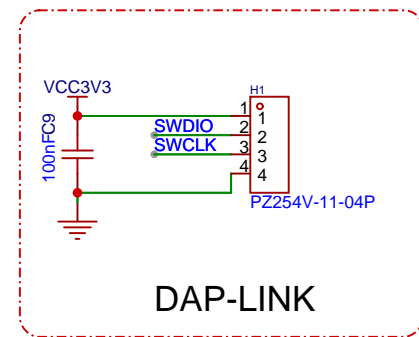 VCC3V3
H1
1
1
SWDIO
2
2
SWCLK
3
3
4
4
100nF
C9
PZ254V-11-04P
DAP-LINK